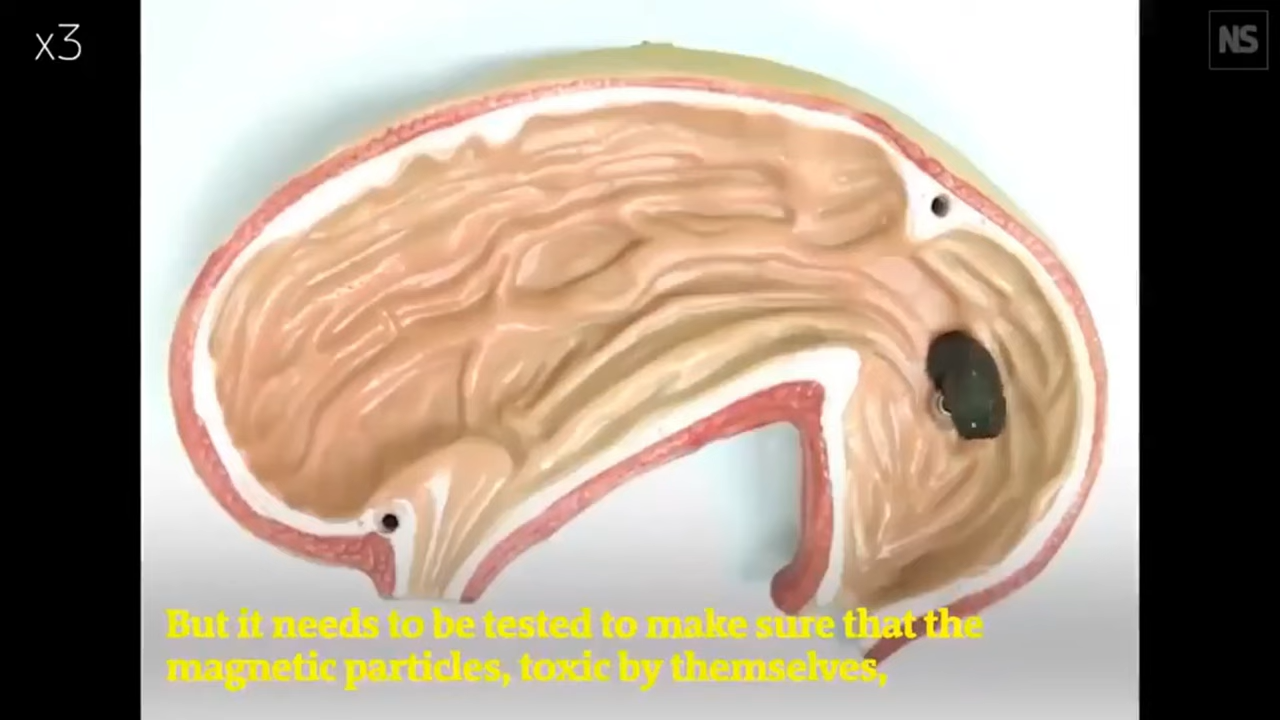 x3
NS
But it needs to be tested to make sure that the
magnetic particles, toxic by themselves,